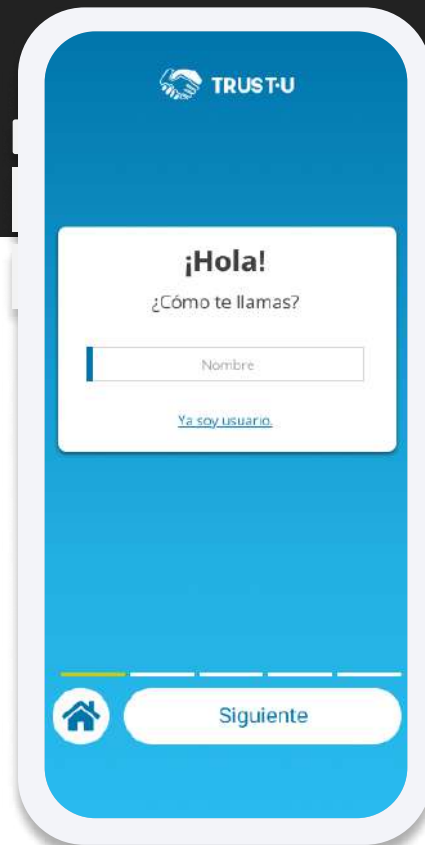 TRUST·U
¡Hola!
¿Cómo te llamas?
Nombre
Ya soy usuario.
Siguiente